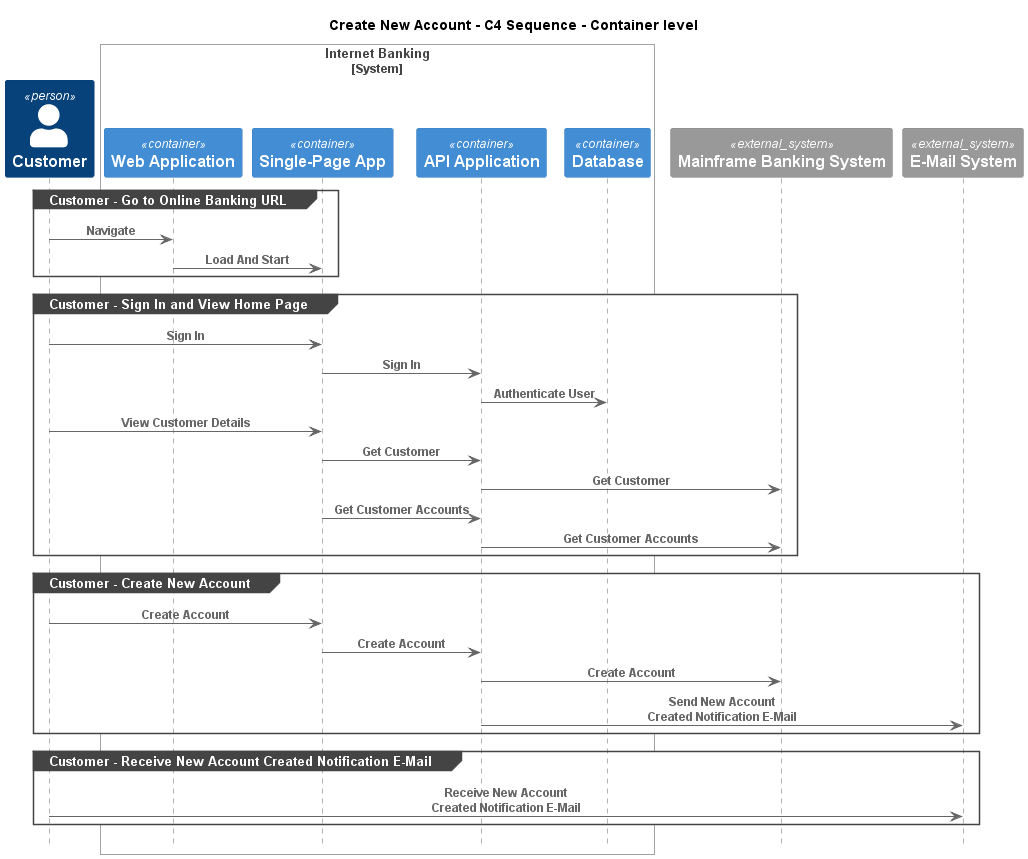 Create New Account - C4 Sequence - Container level
Internet Banking
[System]
«person»
Customer
«container»
Web Application
«container»
Single-Page App
«container»
API Application
«container»
Database
«external_system»
Mainframe Banking System
«external_system»
E-Mail System
Customer - Go to Online Banking URL
Navigate
Load And Start
Customer - Sign In and View Home Page
Sign In
Sign In
Authenticate User
View Customer Details
Get Customer
Get Customer
Get Customer Accounts
Get Customer Accounts
Customer - Create New Account
Create Account
Create Account
Create Account
Send New Account
Created Notification E-Mail
Customer - Receive New Account Created Notification E-Mail
Receive New Account
Created Notification E-Mail